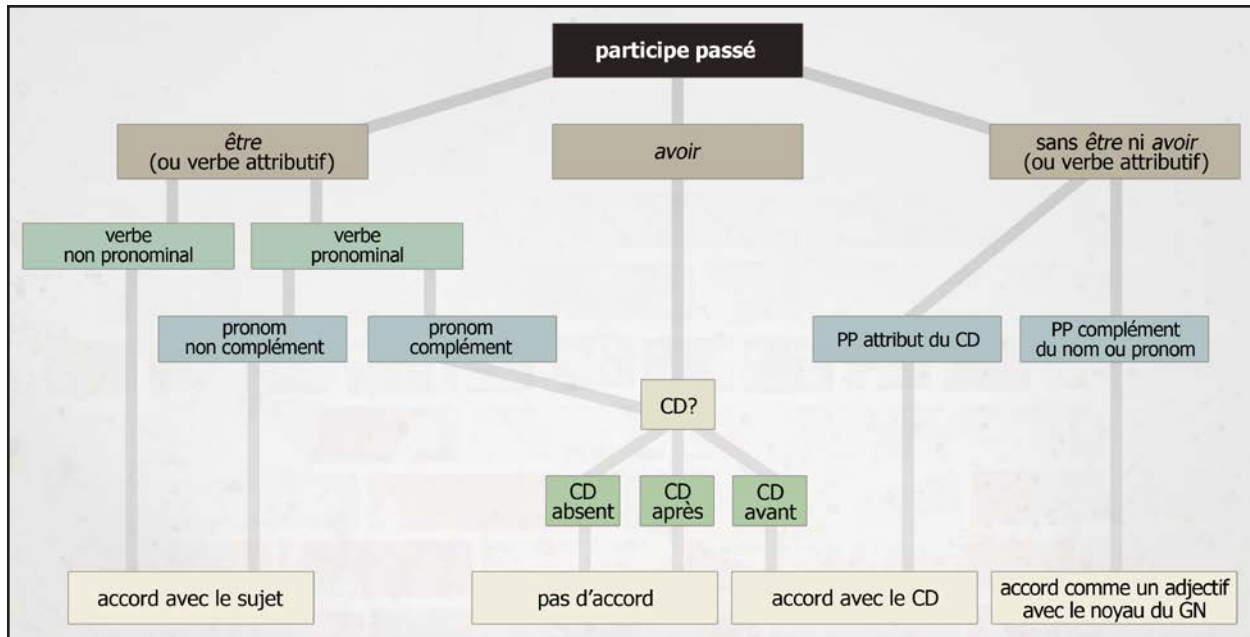 participe passé
être
(ou verbe attributif)
avoir
sans être ni avoir
(ou verbe attributif)
verbe
non pronominal
verbe
pronominal
pronom
non complément
pronom
complément
PP attribut du CD
PP complément
du nom ou pronom
CD?
CD
absent
CD
après
CD
avant
accord avec le sujet
pas d'accord
accord avec le CD
accord comme un adjectif
avec le noyau du GN